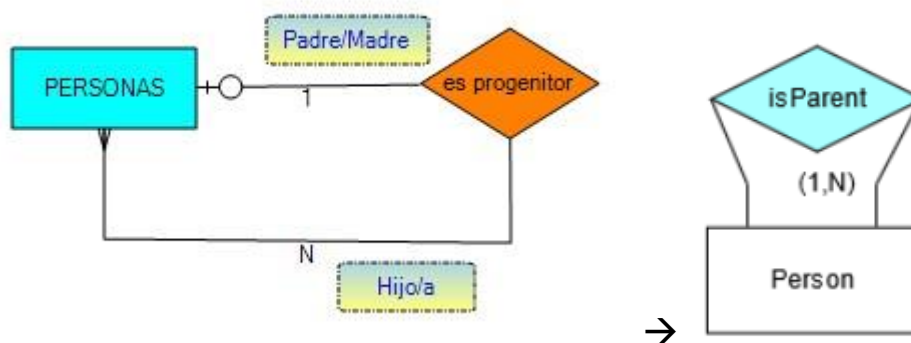 Padre/Madre
PERSONAS
1
es progenitor
N
Hijo/a
→
isParent
(1,N)
Person